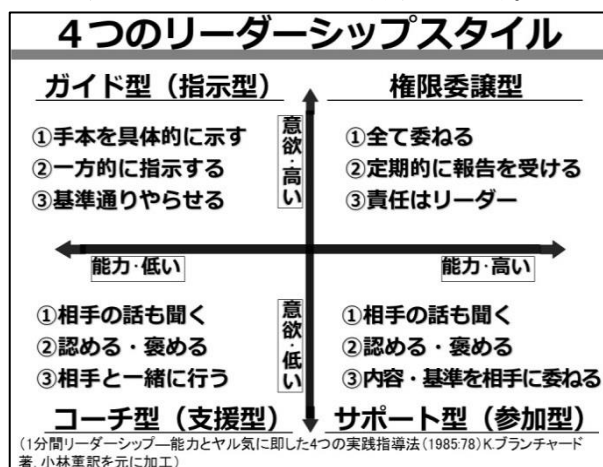 4つのリーダーシップスタイル
ガイド型（指示型）
①手本を具体的に示す
②一方的に指示する
③基準通りやらせる
意欲・高い
権限委譲型
①全て委ねる
②定期的に報告を受ける
③責任はリーダー
能力・低い
能力・高い
①相手の話も聞く
②認める・褒める
③相手と一緒に行う
コーチ型（支援型）
意欲・低い
①相手の話も聞く
②認める・褒める
③内容・基準を相手に委ねる
サポート型（参加型）
(1分間リーダーシップ―能力とヤル気に即した4つの実践指導法(1985:78)K.ブランチャード
著、小林薫訳を元に加工)